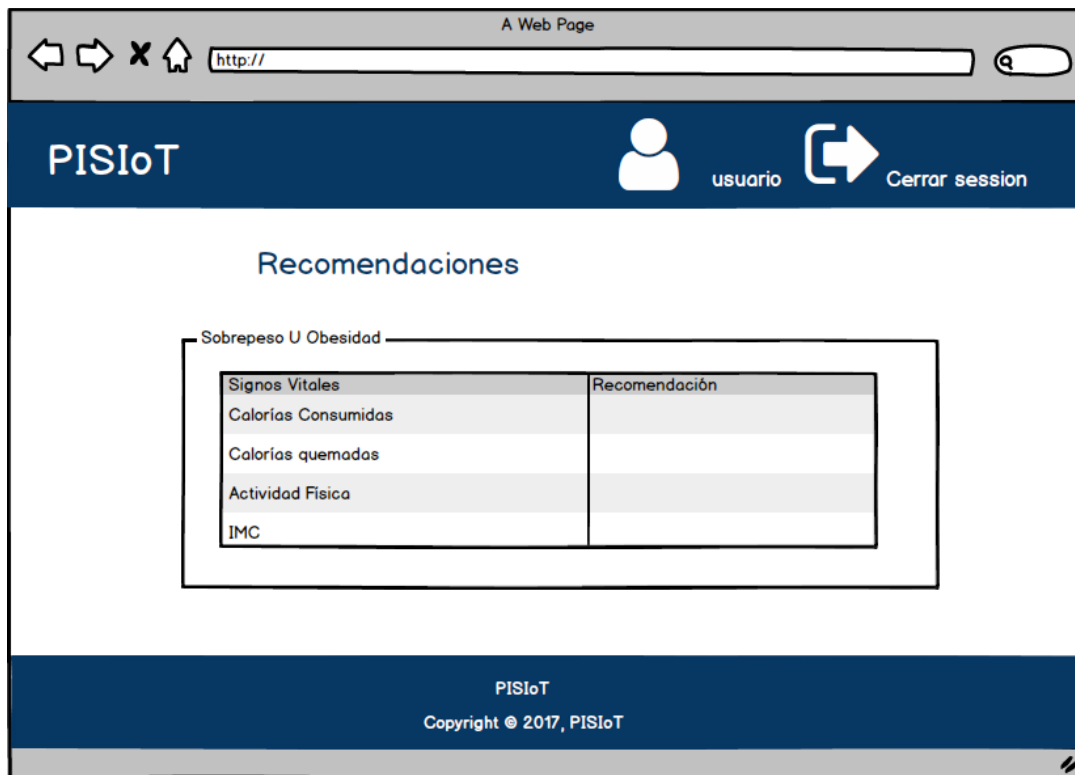 A Web Page
http://
PISIoT
usuario
Cerrar session
Recomendaciones
Sobrepeso U Obesidad
Signos Vitales Recomendación
Calorías Consumidas
Calorías quemadas
Actividad Física
IMC
PISIoT
Copyright © 2017, PISIoT